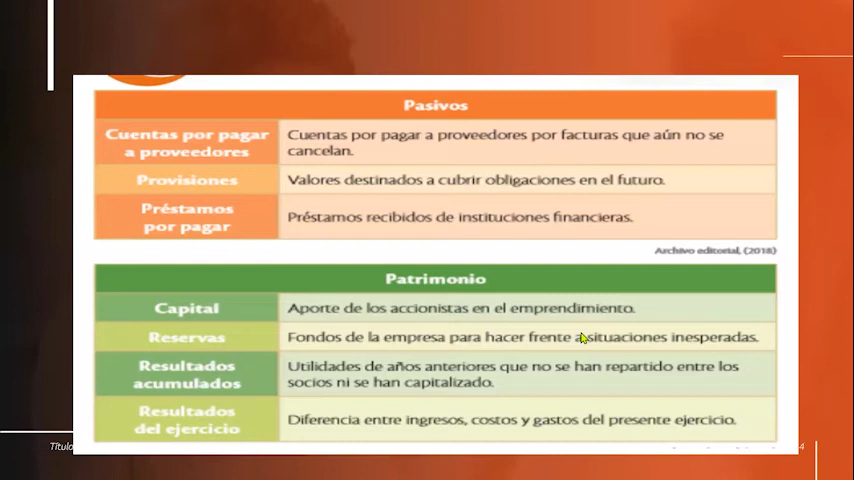 Pasivos
Cuentas por pagar
a proveedores
Cuentas por pagar a proveedores por facturas que aún no se
cancelan.
Provisiones
Valores destinados a cubrir obligaciones en el futuro.
Préstamos
por pagar
Préstamos recibidos de instituciones financieras.
Archivo editorial, (2018)
Patrimonio
Capital
Aporte de los accionistas en el emprendimiento.
Reservas
Fondos de la empresa para hacer frente a situaciones inesperadas.
Resultados
acumulados
Utilidades de años anteriores que no se han repartido entre los
socios ni se han capitalizado.
Resultados
del ejercicio
Diferencia entre ingresos, costos y gastos del presente ejercicio.
Título
4